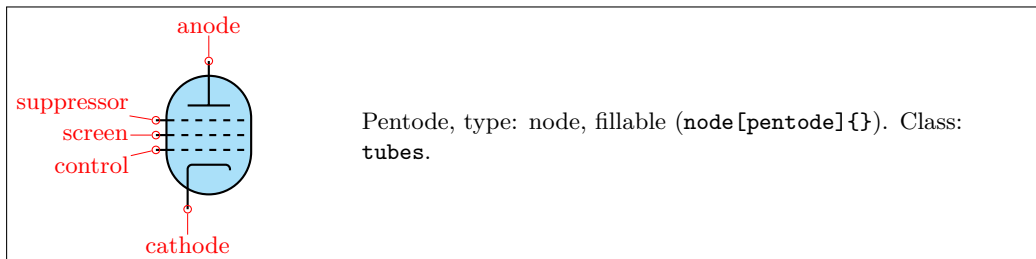 anode
suppressor
screen
control
cathode
Pentode, type: node, fillable (node[pentode]{}). Class:
tubes.